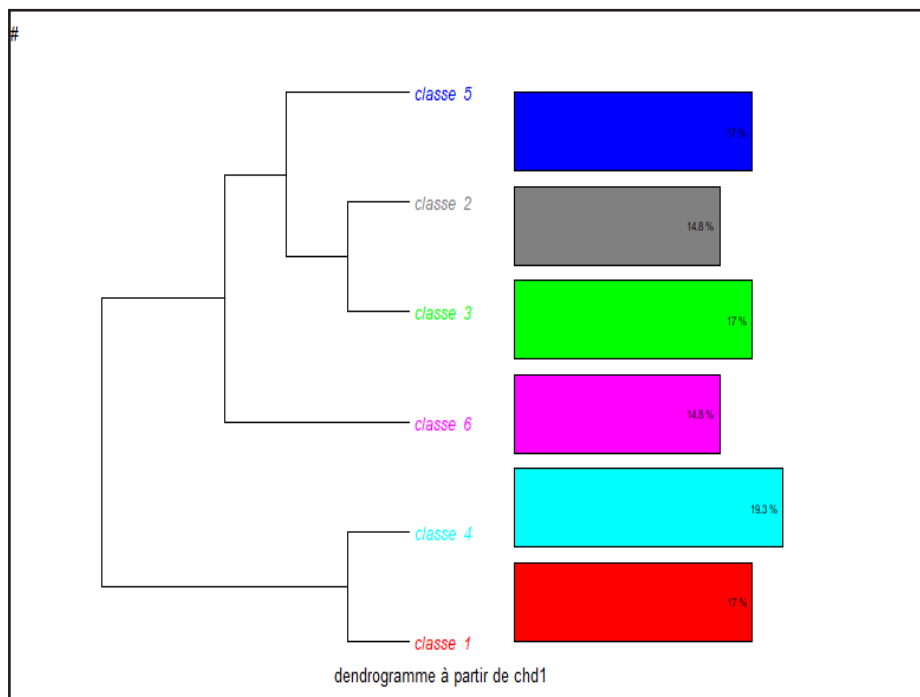 #
classe 5
17 %
classe 2
14.8 %
classe 3
17 %
classe 6
14.8 %
classe 4
19.3 %
classe 1
17 %
dendrogramme à partir de chd1